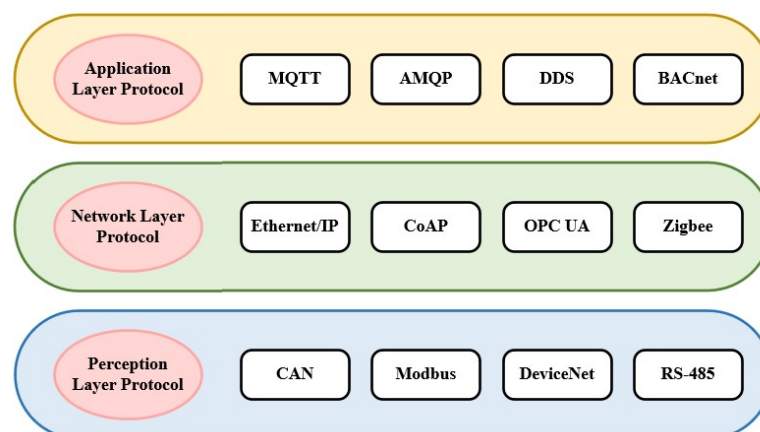 Application
Layer Protocol
MQTT
AMQP
DDS
BACnet
Network Layer
Protocol
Ethernet/IP
CoAP
OPC UA
Zigbee
Perception
Layer Protocol
CAN
Modbus
DeviceNet
RS-485